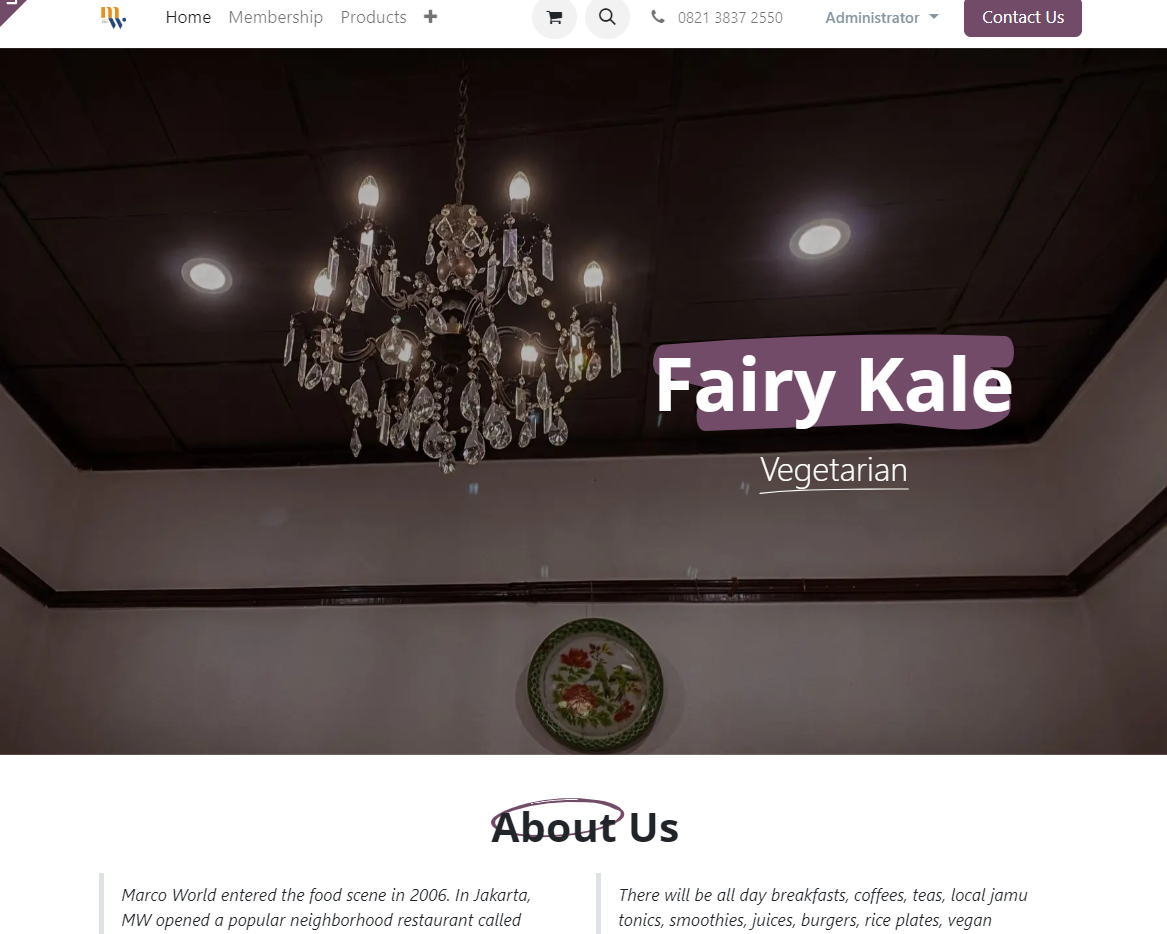 Home Membership Products + 0821 3837 2550 Administrator Contact Us
Fairy Kale
Vegetarian
About Us
Marco World entered the food scene in 2006. In Jakarta,
MW opened a popular neighborhood restaurant called
There will be all day breakfasts, coffees, teas, local jamu
tonics, smoothies, juices, burgers, rice plates, vegan